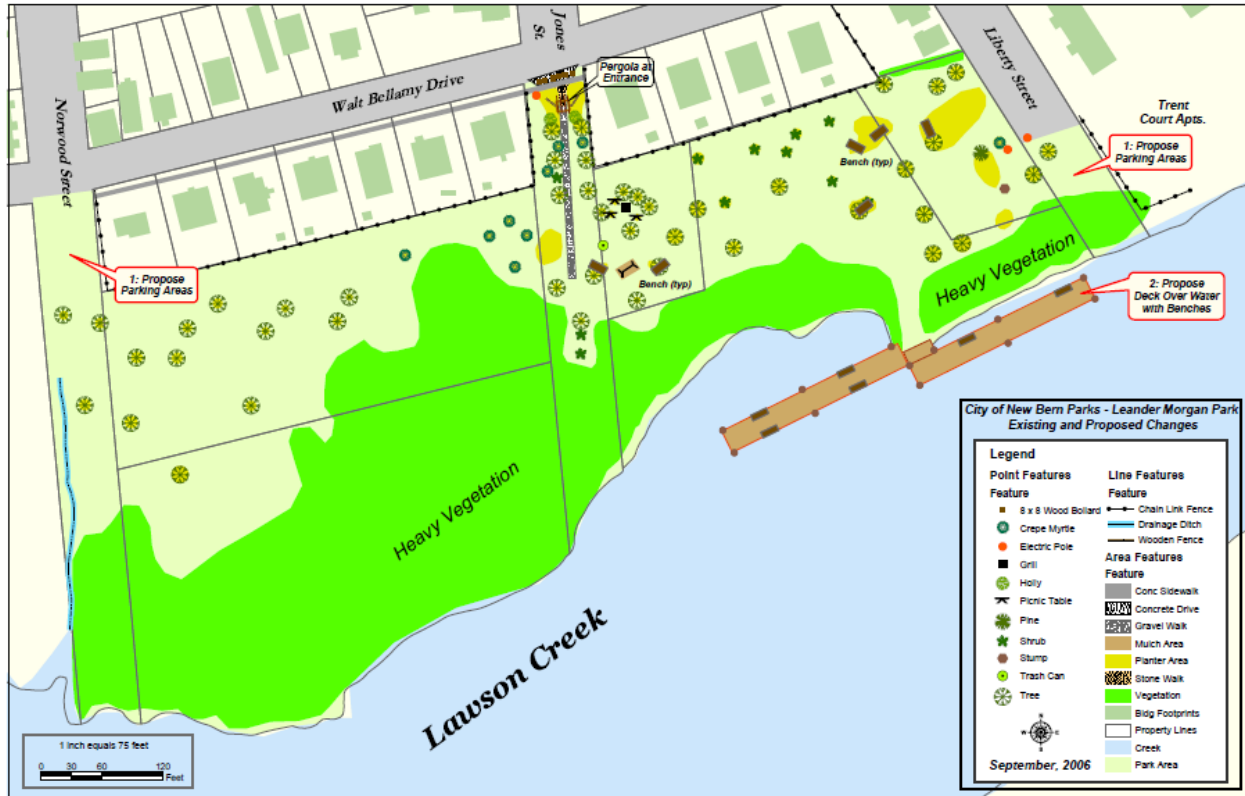 Jones
St.
Pergola at
Entrance
Walt Bellamy Drive
Norwood Street
Liberty Street
Trent
Court Apts.
1: Propose
Parking Areas
Bench (typ)
1: Propose
Parking Areas
Bench (typ)
Heavy Vegetation
2: Propose
Deck Over Water
with Benches
Heavy Vegetation
Lawson Creek
1 inch equals 75 feet
0 30 60 120
Feet
City of New Bern Parks - Leander Morgan Park
Existing and Proposed Changes
Legend
Point Features
Feature
8 x 8 Wood Bollard
Crepe Myrtle
Electric Pole
Grill
Holly
Picnic Table
Pine
Shrub
Stump
Trash Can
Tree
Line Features
Feature
Chain Link Fence
Drainage Ditch
Wooden Fence
Area Features
Feature
Conc Sidewalk
Concrete Drive
Gravel Walk
Mulch Area
Planter Area
Stone Walk
Vegetation
Bldg Footprints
Property Lines
Creek
Park Area
N
W E
S
September, 2006